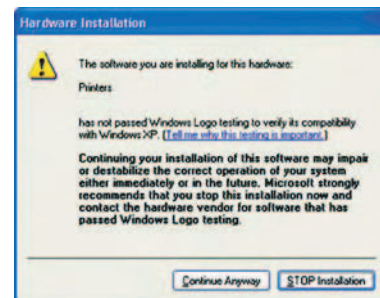 Hardware Installation
The software you are installing for this hardware:
Printers
has not passed Windows Logo testing to verify its compatibility
with Windows XP. (Tell me why this testing is important.)
Continuing your installation of this software may impair
or destabilize the correct operation of your system
either immediately or in the future. Microsoft strongly
recommends that you stop this installation now and
contact the hardware vendor for software that has
passed Windows Logo testing.
Continue Anyway
STOP Installation